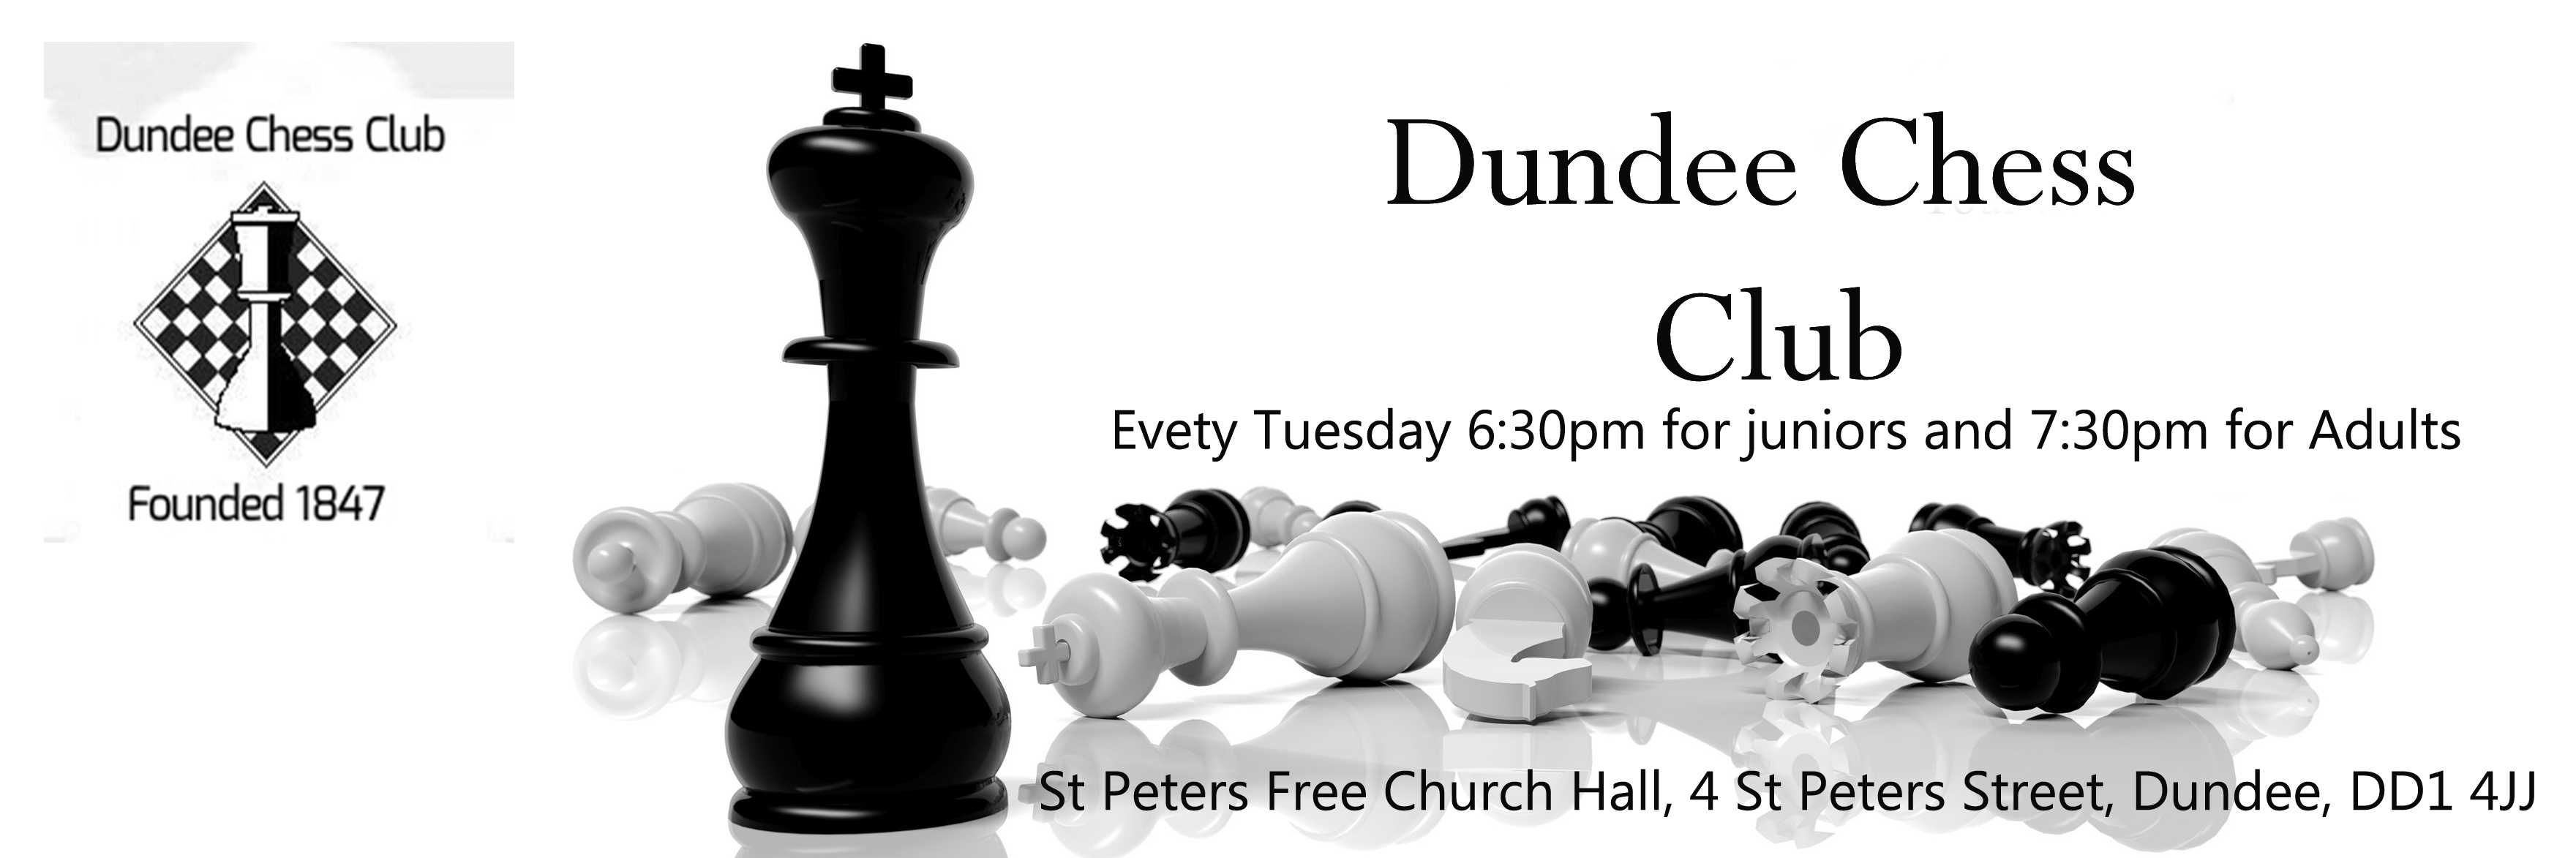 Dundee Chess Club
Founded 1847
Dundee Chess
Club
Evety Tuesday 6:30pm for juniors and 7:30pm for Adults
St Peters Free Church Hall, 4 St Peters Street, Dundee, DD1 4JJ